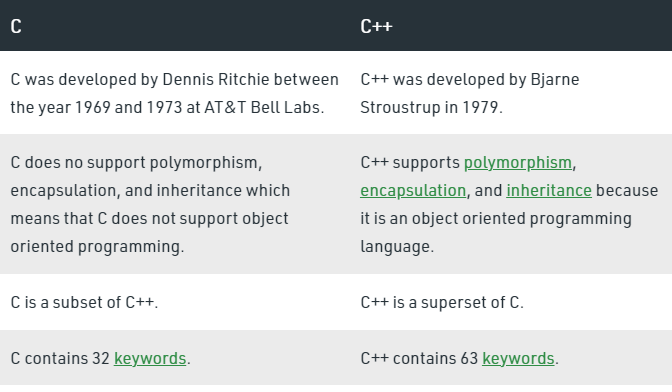 C
C++
C was developed by Dennis Ritchie between
the year 1969 and 1973 at AT&T Bell Labs.
C++ was developed by Bjarne
Stroustrup in 1979.
C does no support polymorphism,
encapsulation, and inheritance which
means that C does not support object
oriented programming.
C++ supports polymorphism,
encapsulation, and inheritance because
it is an object oriented programming
language.
C is a subset of C++.
C++ is a superset of C.
C contains 32 keywords.
C++ contains 63 keywords.